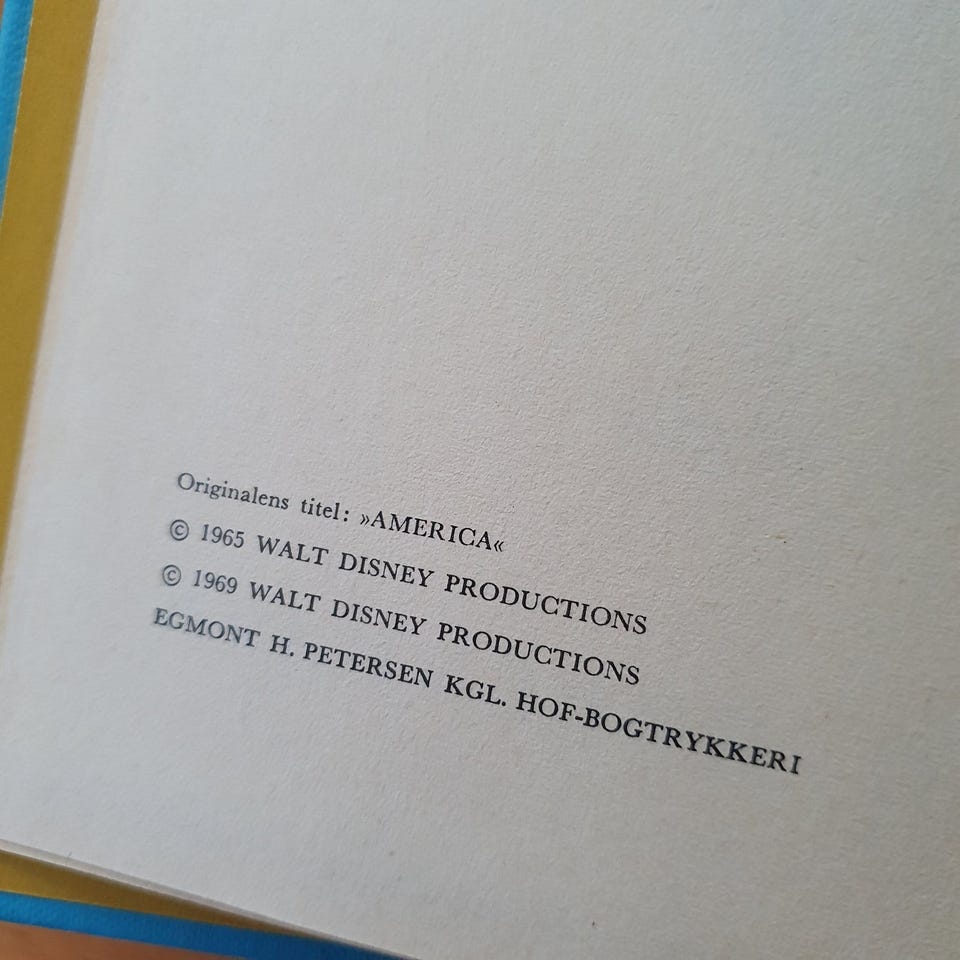 Originalens titel: »AMERICA«
© 1965 WALT DISNEY PRODUCTIONS
© 1969 WALT DISNEY PRODUCTIONS
EGMONT H. PETERSEN KGL. HOF-BOGTRYKKERI